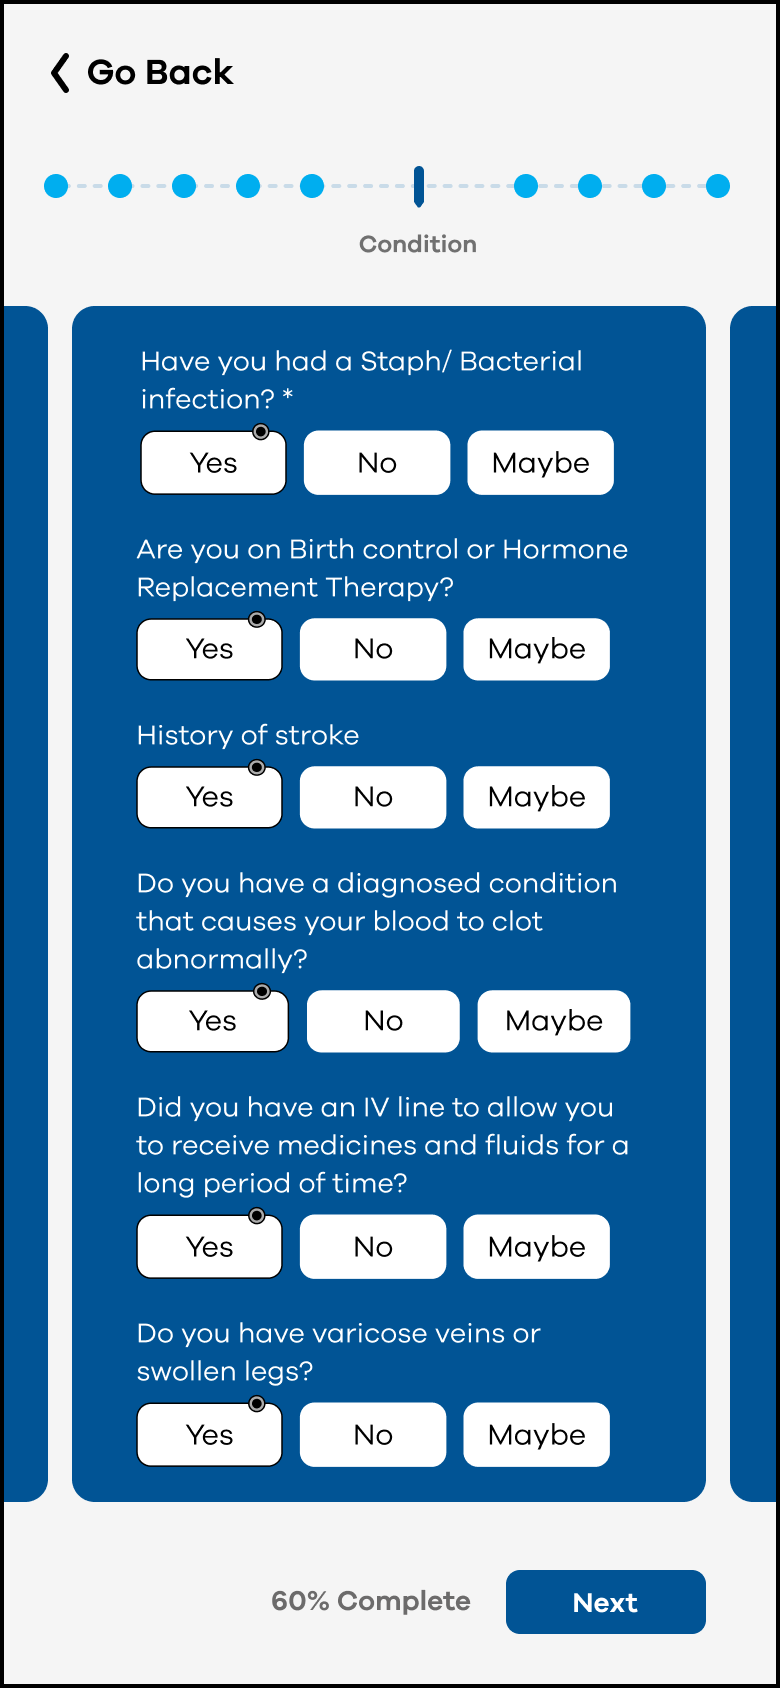 Go Back
Condition
Have you had a Staph/ Bacterial
infection? *
Yes No Maybe
Are you on Birth control or Hormone
Replacement Therapy?
Yes No Maybe
History of stroke
Yes No Maybe
Do you have a diagnosed condition
that causes your blood to clot
abnormally?
Yes No Maybe
Did you have an IV line to allow you
to receive medicines and fluids for a
long period of time?
Yes No Maybe
Do you have varicose veins or
swollen legs?
Yes No Maybe
60% Complete Next